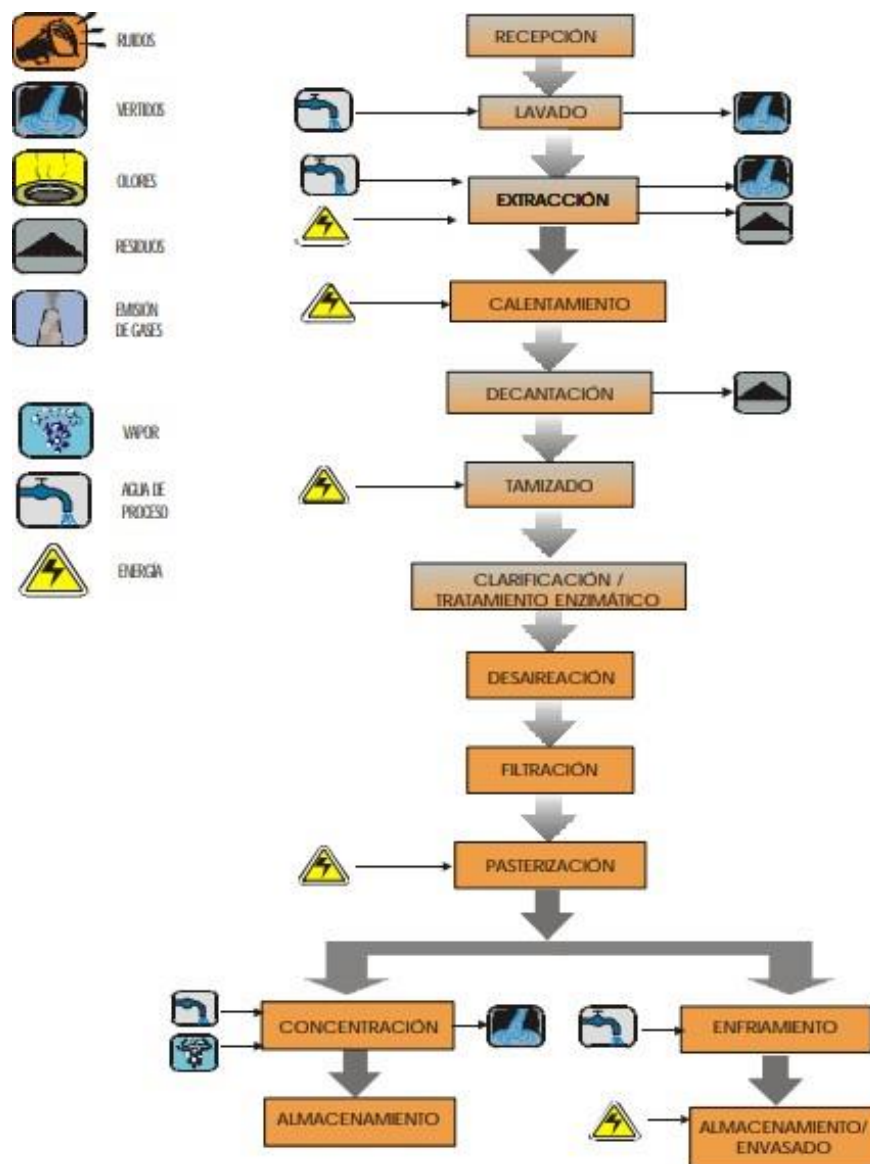 RUIDOS
VERTIDOS
OLORES
RESIDUOS
EMISIÓN
DE GASES
VAPOR
AGUA DE
PROCESO
ENERGÍA
RECEPCIÓN
LAVADO
EXTRACCIÓN
CALENTAMIENTO
DECANTACIÓN
TAMIZADO
CLARIFICACIÓN /
TRATAMIENTO ENZIMÁTICO
DESAIREACIÓN
FILTRACIÓN
PASTERIZACIÓN
CONCENTRACIÓN
ENFRIAMIENTO
ALMACENAMIENTO
ALMACENAMIENTO/
ENVASADO